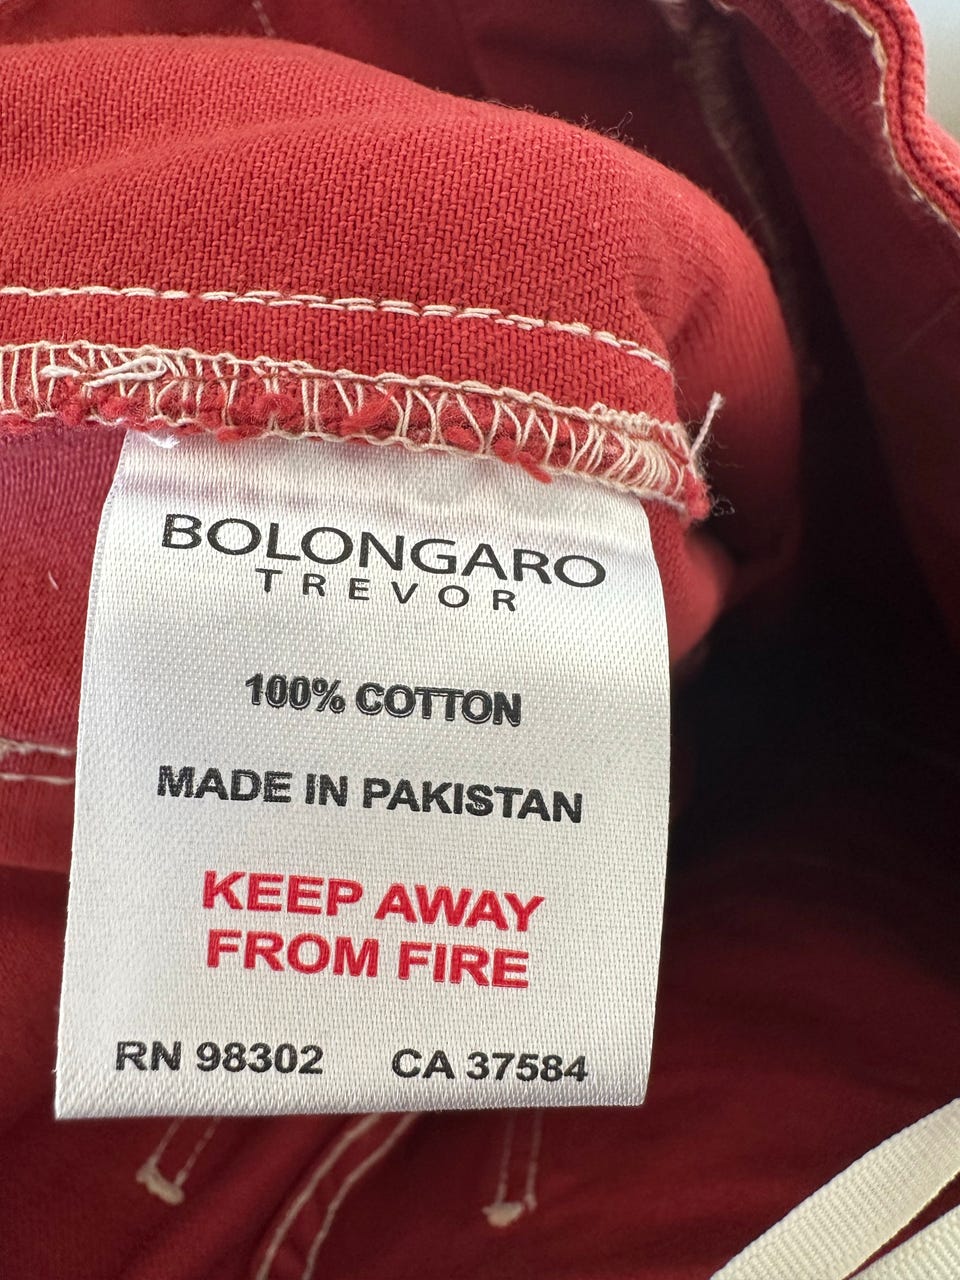 BOLONGARO
TREVOR
100% COTTON
MADE IN PAKISTAN
KEEP AWAY
FROM FIRE
RN 98302 CA 37584